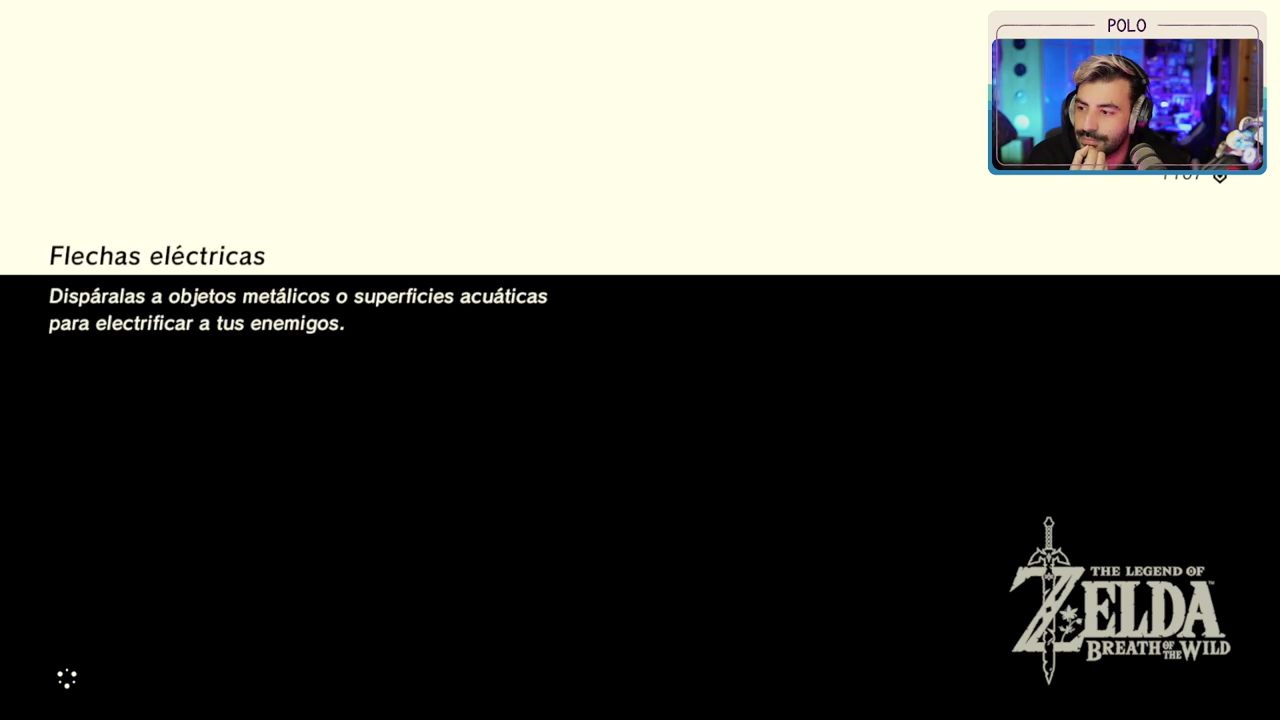 POLO
Flechas eléctricas
Dispáralas a objetos metálicos o superficies acuáticas
para electrificar a tus enemigos.
THE LEGEND OF
ZELDA
BREATH OF THE WILD